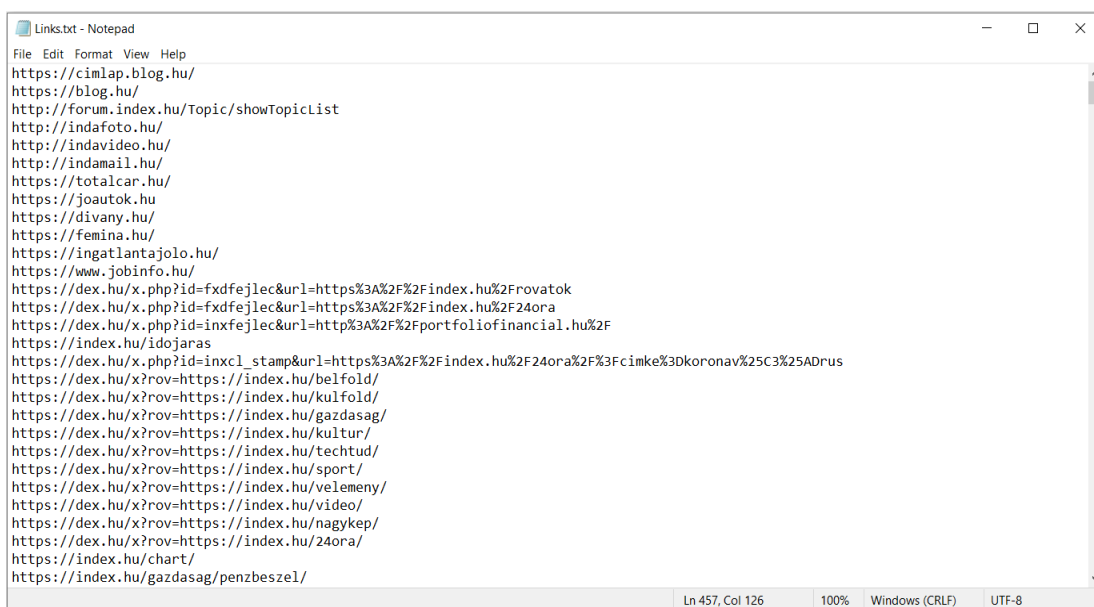 Links.txt - Notepad
File Edit Format View Help
https://cimlap.blog.hu/
https://blog.hu/
http://forum.index.hu/Topic/showTopicList
http://indafoto.hu/
http://indavideo.hu/
http://indamail.hu/
https://totalcar.hu/
https://joautok.hu
https://divany.hu/
https://femina.hu/
https://ingatlantajolo.hu/
https://www.jobinfo.hu/
https://dex.hu/x.php?id=fxdfejlec&url=https%3A%2F%2Findex.hu%2Frovatok
https://dex.hu/x.php?id=fxdfejlec&url=https%3A%2F%2Findex.hu%2F24ora
https://dex.hu/x.php?id=inxfejlec&url=http%3A%2F%2Fportfoliofinancial.hu%2F
https://index.hu/idojaras
https://dex.hu/x.php?id=inxcl_stamp&url=https%3A%2F%2Findex.hu%2F24ora%2F%3Fcimke%3Dkoronav%25C3%25ADrus
https://dex.hu/x?rov=https://index.hu/belfold/
https://dex.hu/x?rov=https://index.hu/kulfold/
https://dex.hu/x?rov=https://index.hu/gazdasag/
https://dex.hu/x?rov=https://index.hu/kultur/
https://dex.hu/x?rov=https://index.hu/techtud/
https://dex.hu/x?rov=https://index.hu/sport/
https://dex.hu/x?rov=https://index.hu/velemeny/
https://dex.hu/x?rov=https://index.hu/video/
https://dex.hu/x?rov=https://index.hu/nagykep/
https://dex.hu/x?rov=https://index.hu/24ora/
https://index.hu/chart/
https://index.hu/gazdasag/penzbeszel/
Ln 457, Col 126 100% Windows (CRLF) UTF-8